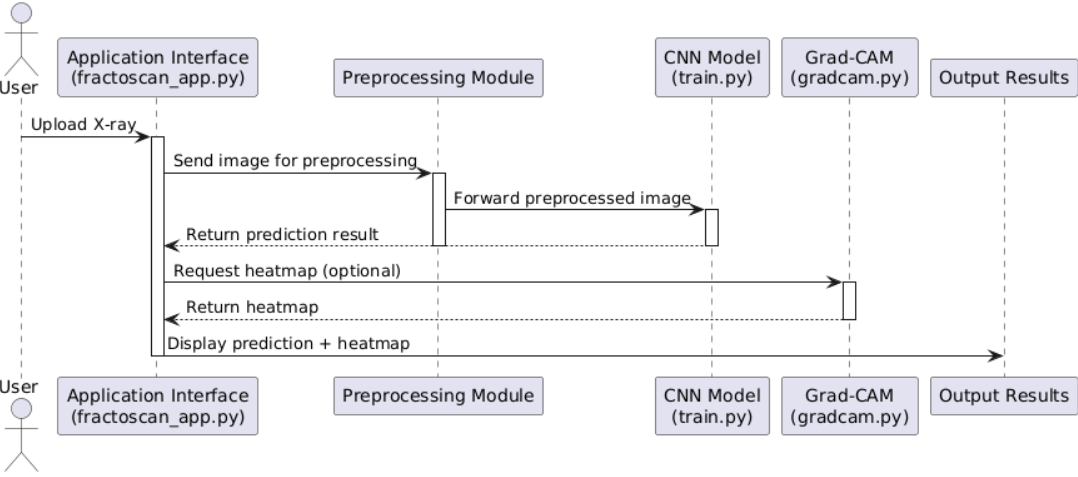 User
Application Interface
(fractoscan_app.py)
Preprocessing Module
CNN Model
(train.py)
Grad-CAM
(gradcam.py)
Output Results
Upload X-ray
Send image for preprocessing
Forward preprocessed image
Return prediction result
Request heatmap (optional)
Return heatmap
Display prediction + heatmap
User
Application Interface
(fractoscan_app.py)
Preprocessing Module
CNN Model
(train.py)
Grad-CAM
(gradcam.py)
Output Results